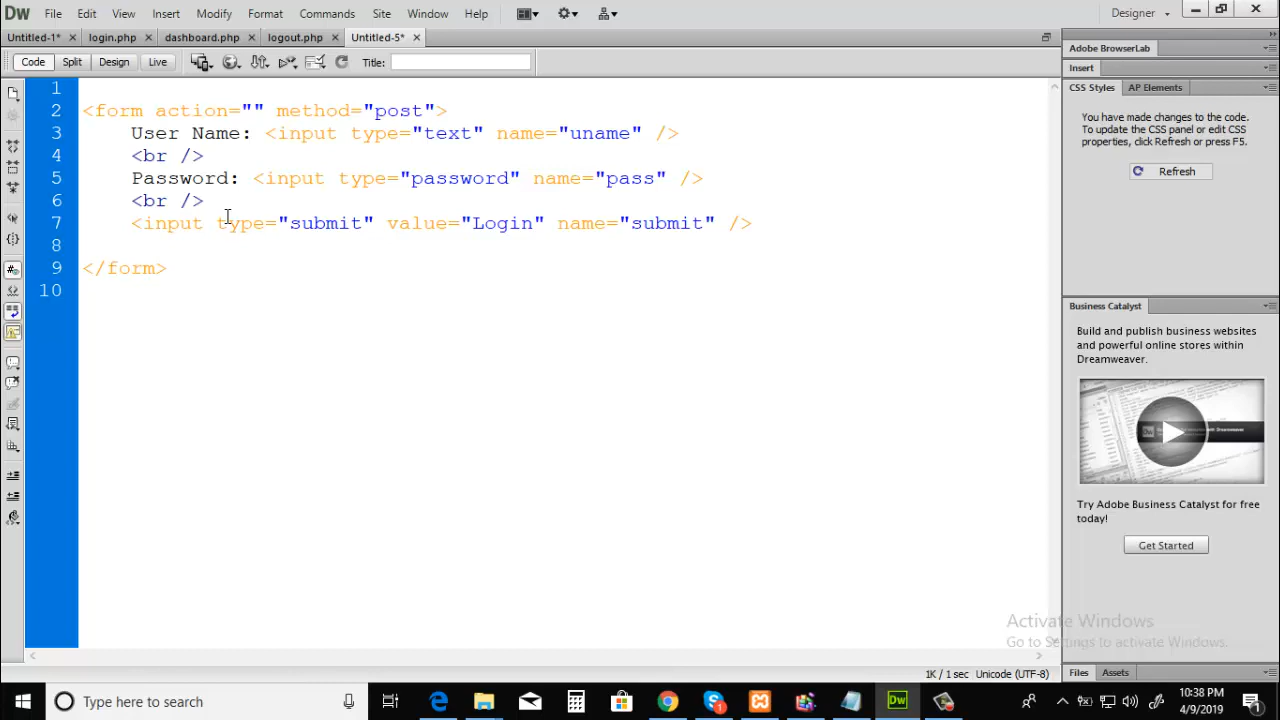 Dw File Edit View Insert Modify Format Commands Site Window Help Designer
Untitled-1* login.php dashboard.php logout.php Untitled-5*
Code Split Design Live Title:
1
2 <form action="" method="post">
3 User Name: <input type="text" name="uname" />
4 <br />
5 Password: <input type="password" name="pass" />
6 <br />
7 <input type="submit" value="Login" name="submit" />
8
9 </form>
10
Adobe BrowserLab
Insert
CSS Styles AP Elements
You have made changes to the code.
To update the CSS panel or edit CSS
properties, click Refresh or press F5.
Refresh
Business Catalyst
Build and publish business websites
and powerful online stores within
Dreamweaver.
Try Adobe Business Catalyst for free
today!
Get Started
Activate Windows
Go to Settings to activate Windows.
1K / 1 sec Unicode (UTF-8)
Files Assets
Type here to search
Dw
10:38 PM
4/9/2019